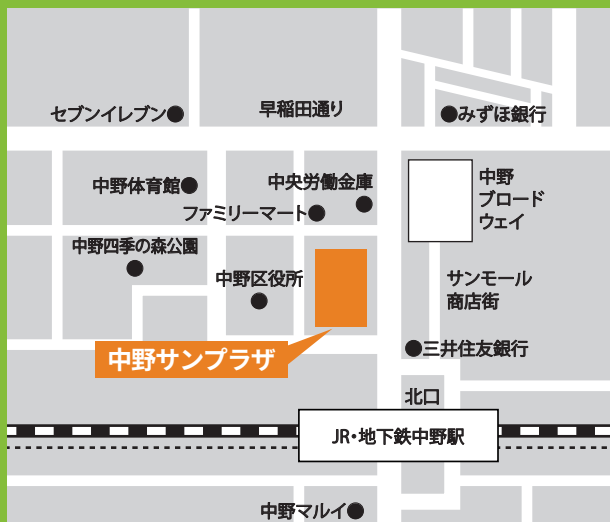 セブンイレブン
早稲田通り
みずほ銀行
中野体育館
中央労働金庫
中野
ブロード
ウェイ
ファミリーマート
中野四季の森公園
中野区役所
サンモール
商店街
中野サンプラザ
三井住友銀行
北口
JR・地下鉄中野駅
中野マルイ